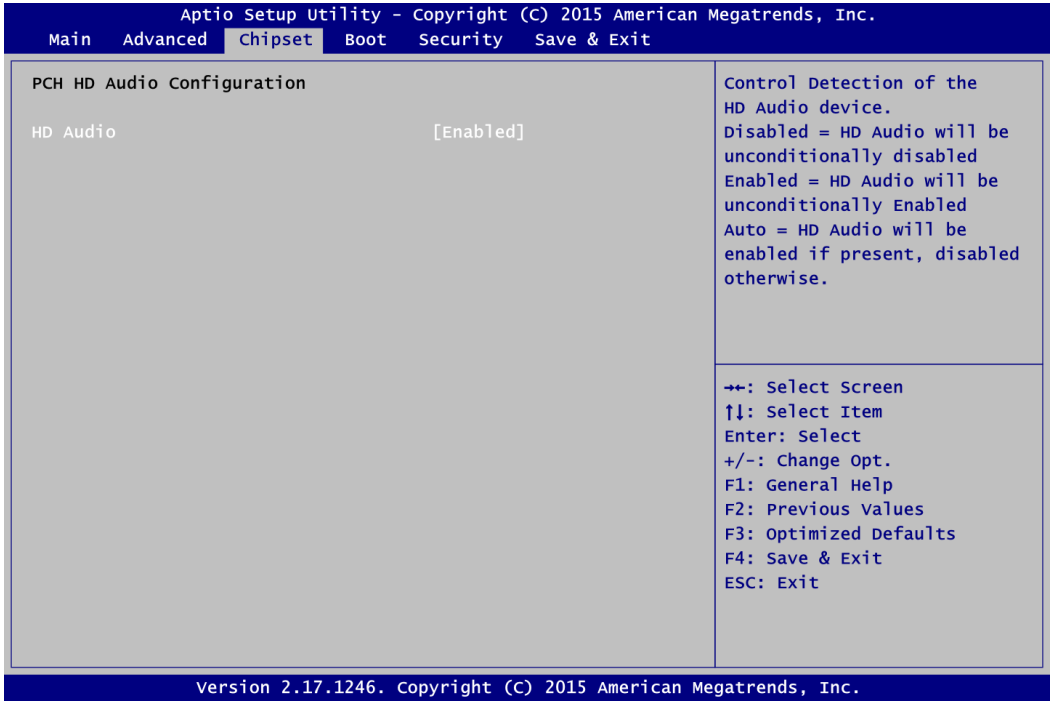 Aptio Setup Utility - Copyright (C) 2015 American Megatrends, Inc.
Main Advanced Chipset Boot Security Save & Exit
PCH HD Audio Configuration
HD Audio [Enabled]
Control Detection of the
HD Audio device.
Disabled = HD Audio will be
unconditionally disabled
Enabled = HD Audio will be
unconditionally Enabled
Auto = HD Audio will be
enabled if present, disabled
otherwise.
→←: Select Screen
↑↓: Select Item
Enter: Select
+/-: Change Opt.
F1: General Help
F2: Previous Values
F3: Optimized Defaults
F4: Save & Exit
ESC: Exit
Version 2.17.1246. Copyright (C) 2015 American Megatrends, Inc.